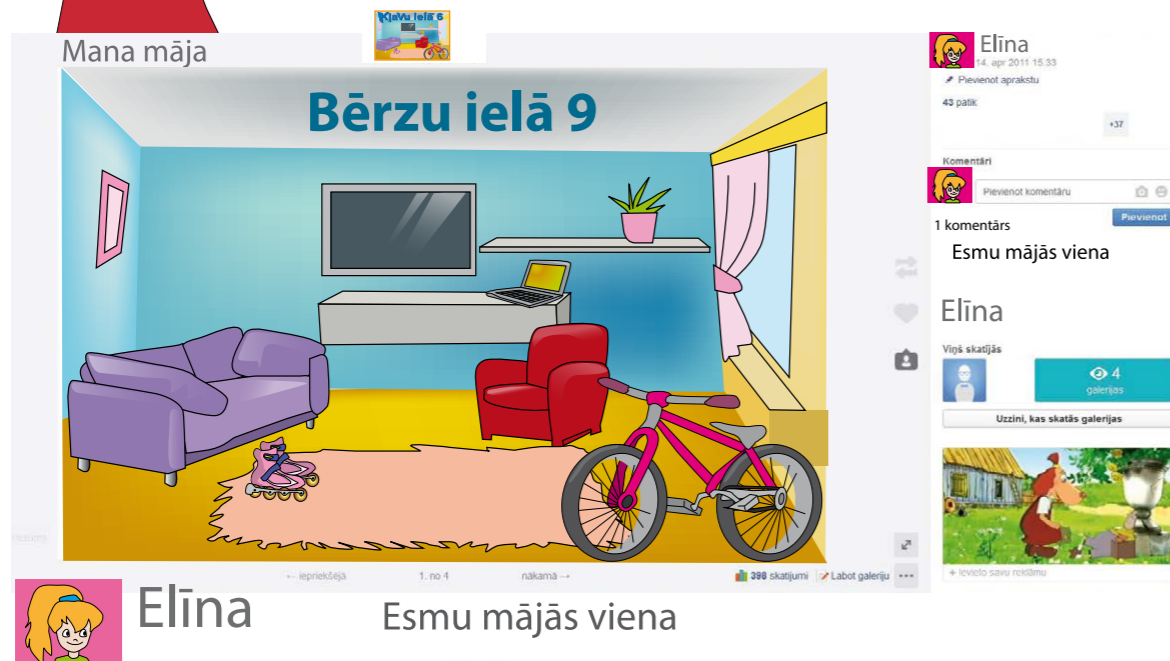 KļaVu ielā 6
Mana māja
Bērzu ielā 9
← iepriekšējā
1. no 4
nākamā →
398 skatījumi
Labot galeriju
Elīna
Esmu mājās viena
Elīna
14. apr 2011 15:33
Pievienot aprakstu
43 patīk
+37
Komentāri
Pievienot komentāru
Pievienot
1 komentārs
Esmu mājās viena
Elīna
Viņš skatījās
4
galerijas
Uzzini, kas skatās galerijas
+ Ievieto savu reklāmu